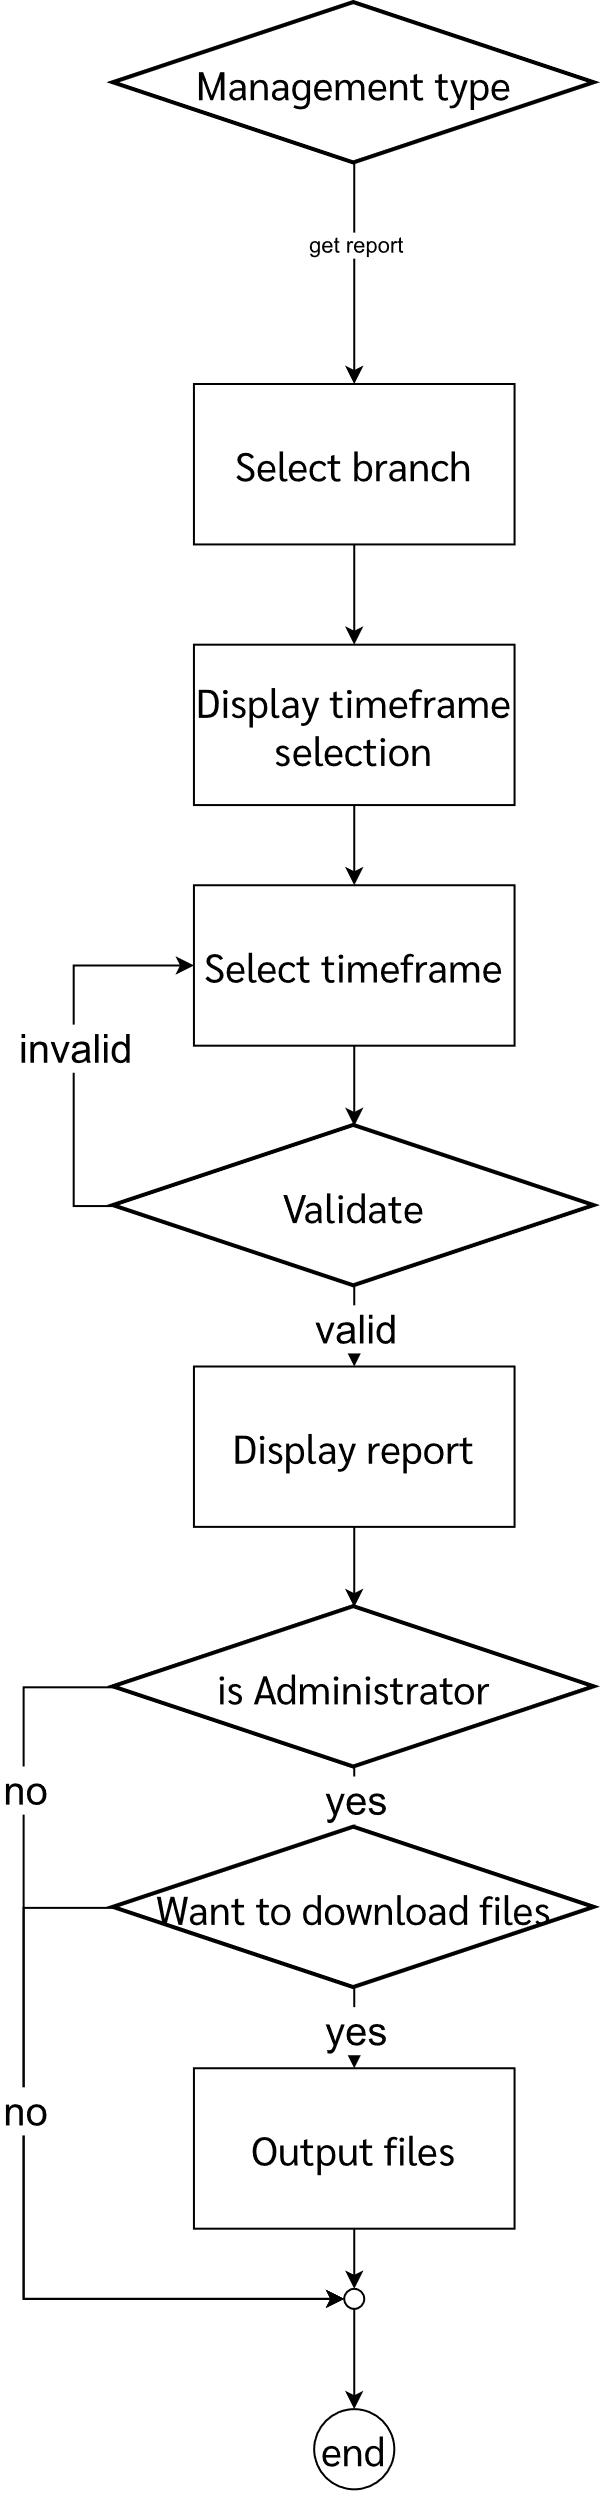 Management type
get report
Select branch
Display timeframe
selection
Select timeframe
invalid
Validate
valid
Display report
is Administrator
no
yes
Want to download files
yes
no
Output files
end